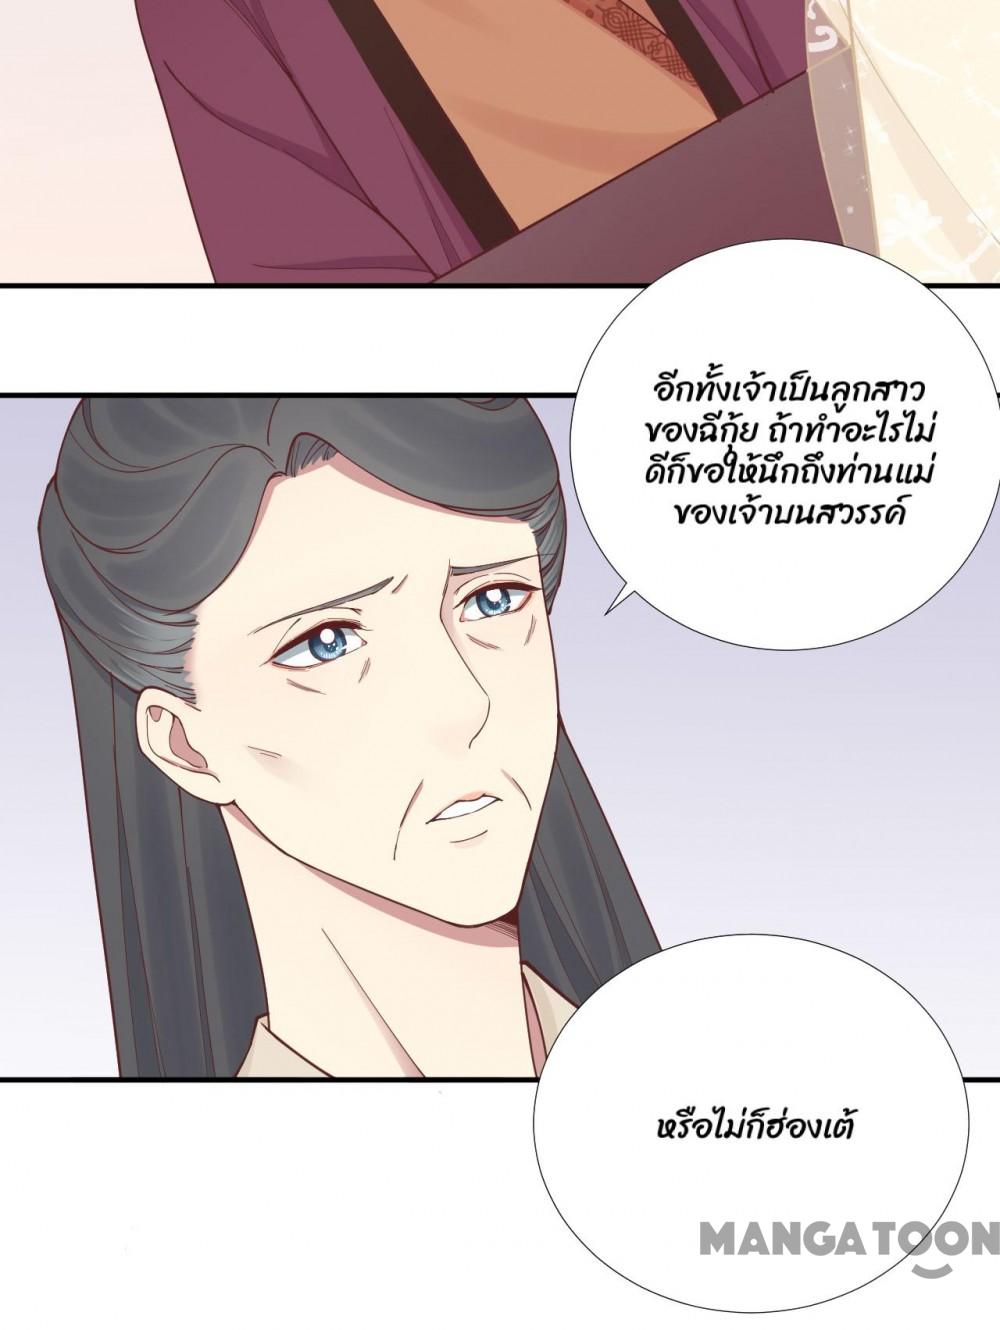 อีกทั้งเจ้าเป็นลูกสาว
ของฉีกุ้ย ถ้าทำอะไรไม่
ดีก็ขอให้นึกถึงท่านแม่
ของเจ้าบนสวรรค์
หรือไม่ก็ฮ่องเต้
MANGATOON